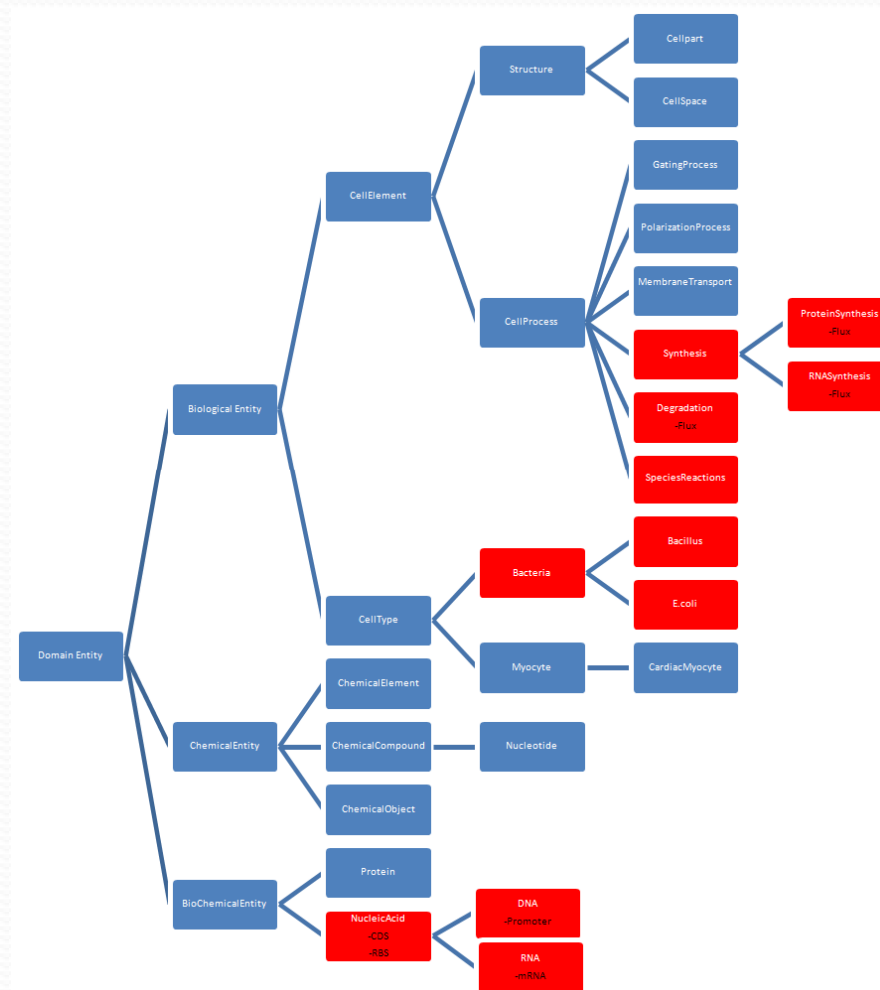 Cellpart
Structure
CellSpace
GatingProcess
CellElement
PolarizationProcess
MembraneTransport
CellProcess
ProteinSynthesis
-Flux
Synthesis
RNASynthesis
-Flux
Biological Entity
Degradation
-Flux
SpeciesReactions
Bacillus
Bacteria
E.coli
CellType
Domain Entity
Myocyte
CardiacMyocyte
ChemicalElement
ChemicalEntity
ChemicalCompound
Nucleotide
ChemicalObject
Protein
BioChemicalEntity
NucleicAcid
-CDS
-RBS
DNA
-Promoter
RNA
-mRNA